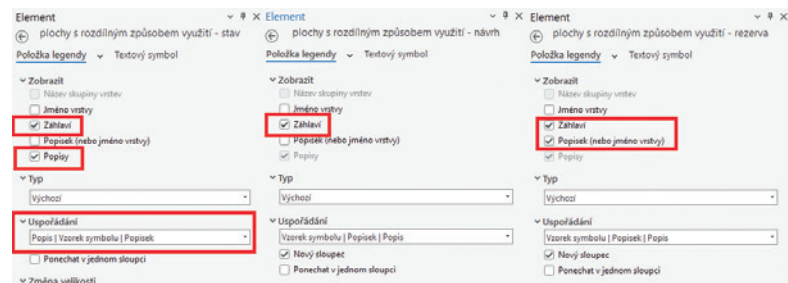 Element
plochy s rozdílným způsobem využití - stav
Položka legendy
Textový symbol
Zobrazit
Název skupiny vrstev
Jméno vrstvy
Záhlaví
Popisek (nebo jméno vrstvy)
Popisy
Typ
Výchozí
Uspořádání
Popis | Vzorek symbolu | Popisek
Ponechat v jednom sloupci
Změna velikosti
Element
plochy s rozdílným způsobem využití - návrh
Položka legendy
Textový symbol
Zobrazit
Název skupiny vrstev
Jméno vrstvy
Záhlaví
Popisek (nebo jméno vrstvy)
Popisy
Typ
Výchozí
Uspořádání
Vzorek symbolu | Popisek | Popis
Nový sloupec
Ponechat v jednom sloupci
Element
plochy s rozdílným způsobem využití - rezerva
Položka legendy
Textový symbol
Zobrazit
Název skupiny vrstev
Jméno vrstvy
Záhlaví
Popisek (nebo jméno vrstvy)
Popisy
Typ
Výchozí
Uspořádání
Vzorek symbolu | Popisek | Popis
Nový sloupec
Ponechat v jednom sloupci